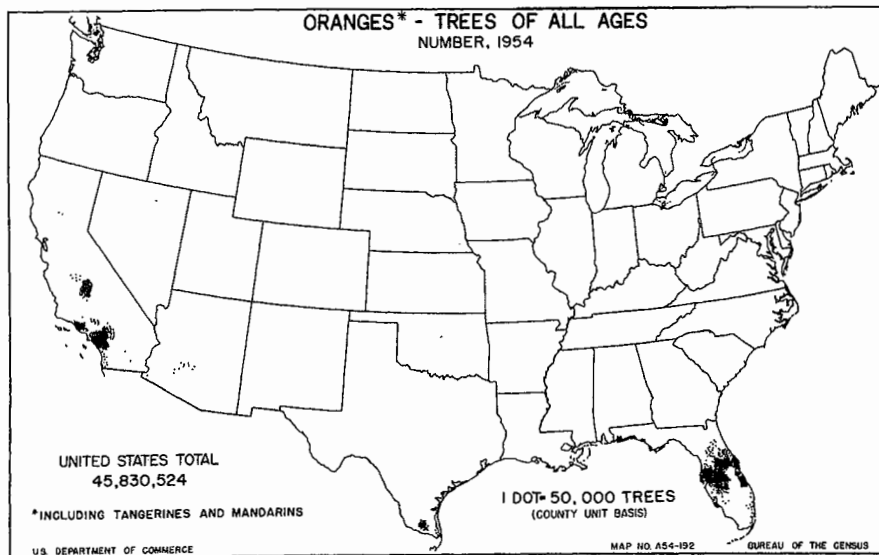 ORANGES* - TREES OF ALL AGES
NUMBER, 1954
UNITED STATES TOTAL
45,830,524
*INCLUDING TANGERINES AND MANDARINS
U.S. DEPARTMENT OF COMMERCE
1 DOT=50,000 TREES
(COUNTY UNIT BASIS)
MAP NO. A54-192
BUREAU OF THE CENSUS